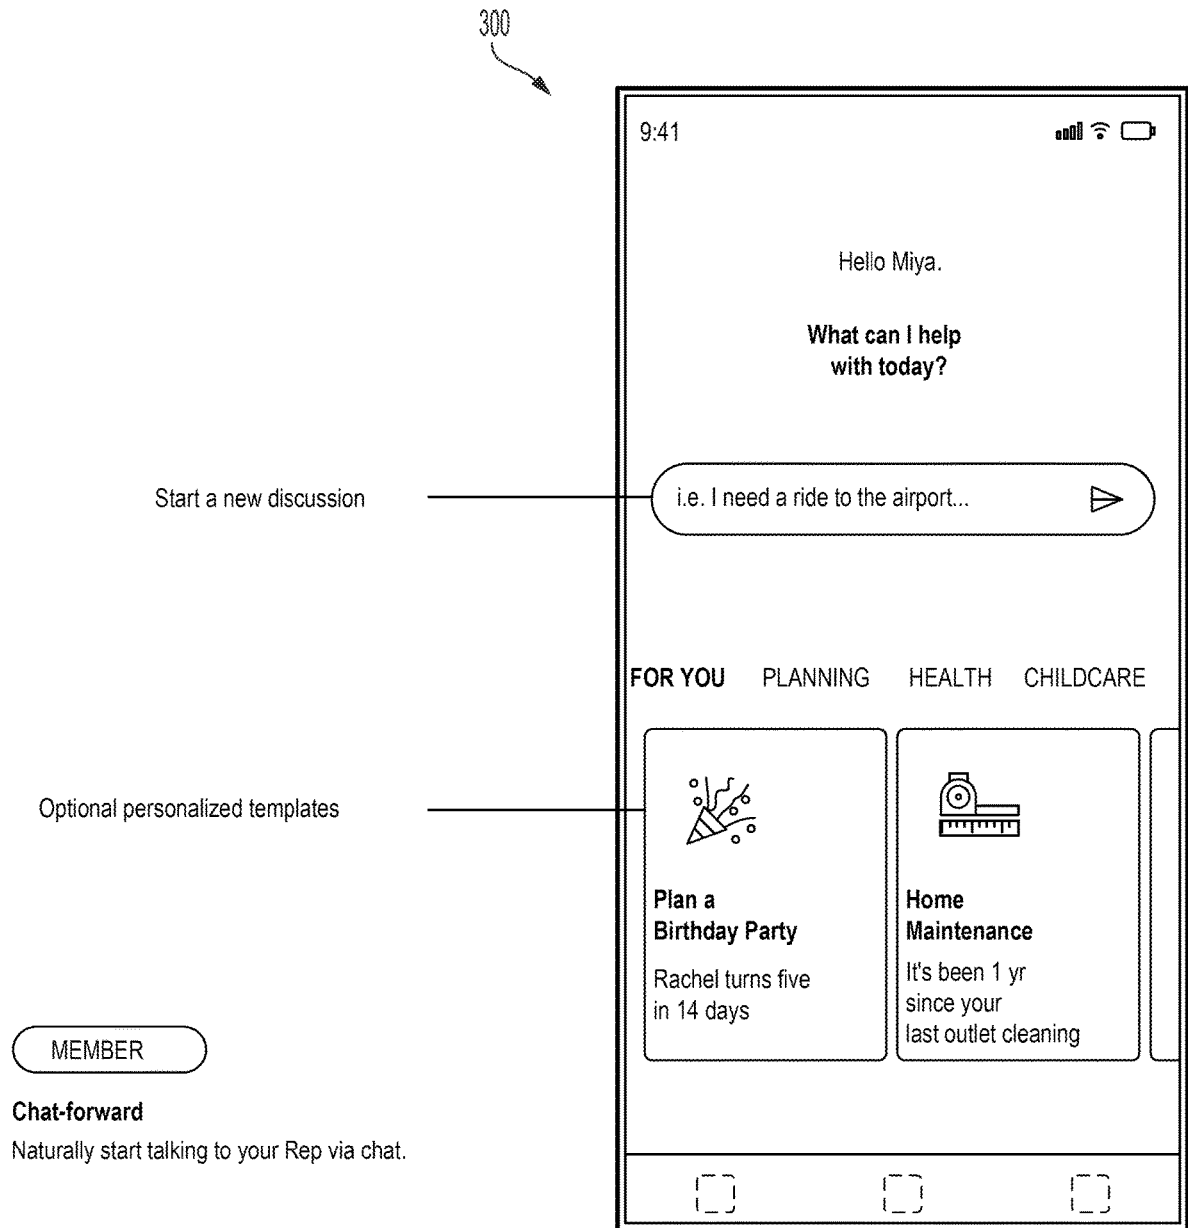 300
9:41
Hello Miya.
What can I help
with today?
Start a new discussion
i.e. I need a ride to the airport...
FOR YOU PLANNING HEALTH CHILDCARE
Optional personalized templates
Plan a
Birthday Party
Rachel turns five
in 14 days
Home
Maintenance
It's been 1 yr
since your
last outlet cleaning
MEMBER
Chat-forward
Naturally start talking to your Rep via chat.